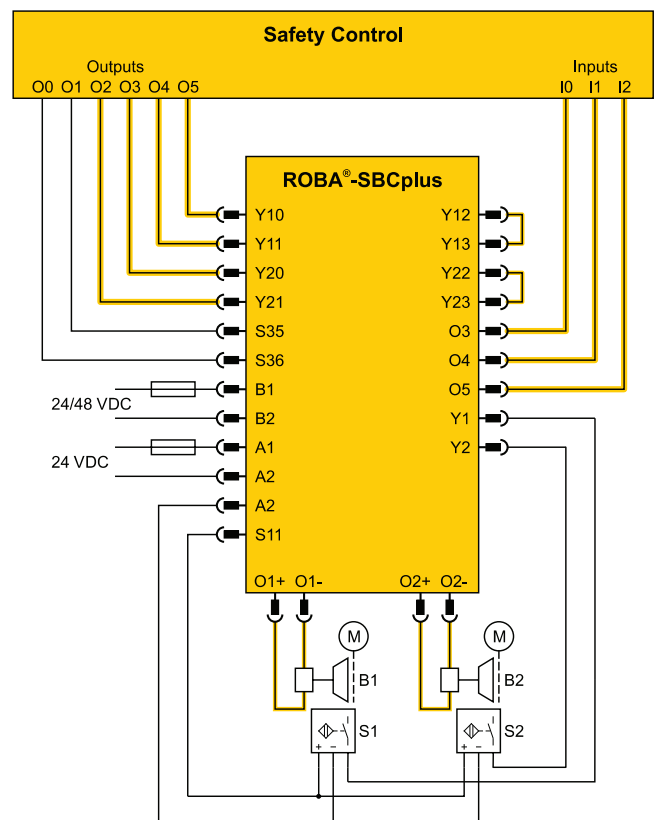 Safety Control
Outputs Inputs
O0 O1 O2 O3 O4 O5 I0 I1 I2
ROBA®-SBCplus
Y10 Y12
Y11 Y13
Y20 Y22
Y21 Y23
S35 O3
S36 O4
B1 O5
24/48 VDC
B2 Y1
A1 Y2
24 VDC
A2
A2
S11
O1+ O1- O2+ O2-
M M
B1 B2
S1 S2
+ − + −